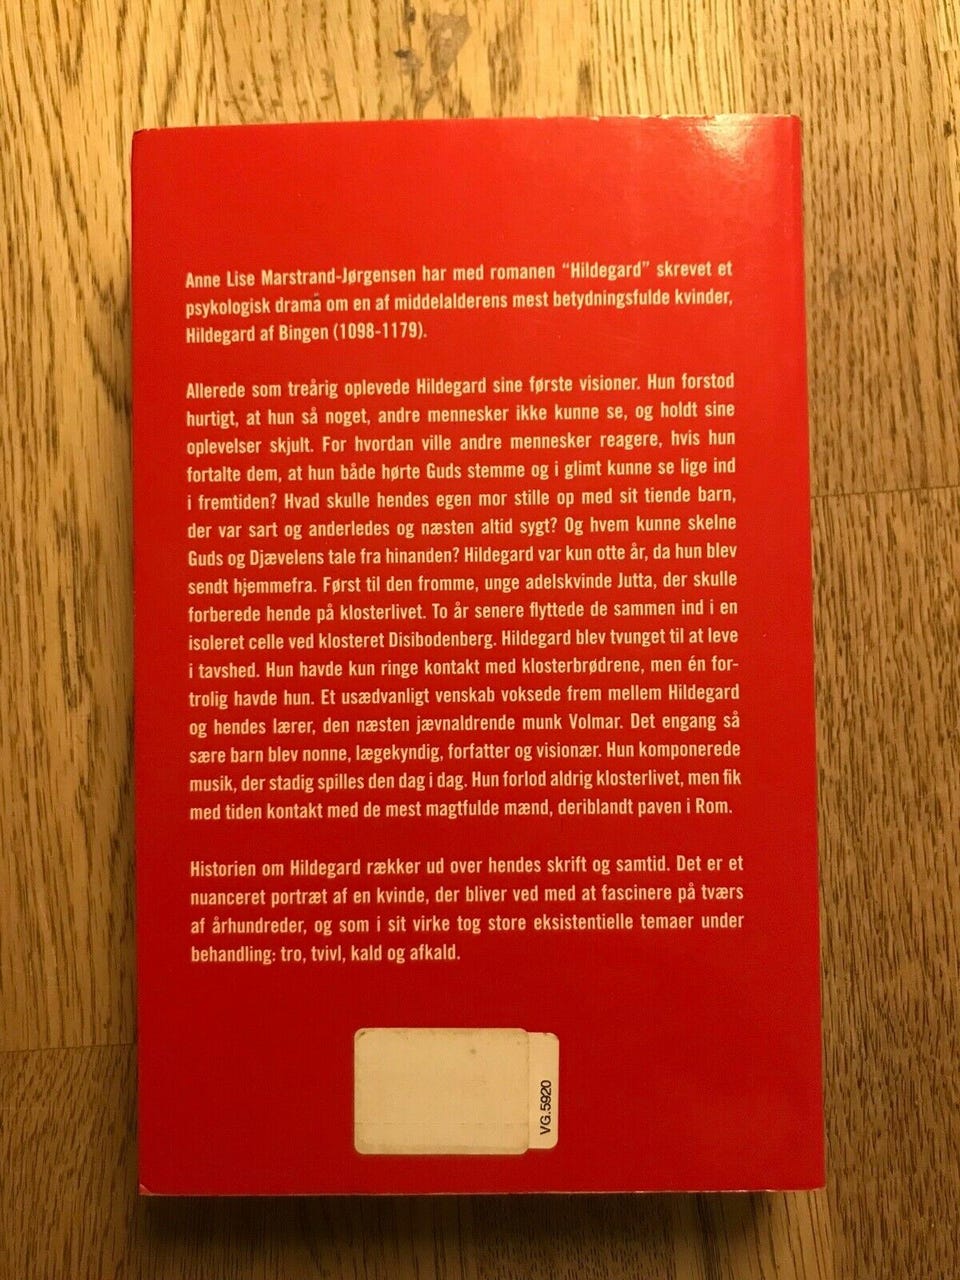 Anne Lise Marstrand-Jørgensen har med romanen “Hildegard” skrevet et
psykologisk drama om en af middelalderens mest betydningsfulde kvinder,
Hildegard af Bingen (1098-1179).
Allerede som treårig oplevede Hildegard sine første visioner. Hun forstod
hurtigt, at hun så noget, andre mennesker ikke kunne se, og holdt sine
oplevelser skjult. For hvordan ville andre mennesker reagere, hvis hun
fortalte dem, at hun både hørte Guds stemme og i glimt kunne se lige ind
i fremtiden? Hvad skulle hendes egen mor stille op med sit tiende barn,
der var sart og anderledes og næsten altid sygt? Og hvem kunne skelne
Guds og Djævelens tale fra hinanden? Hildegard var kun otte år, da hun blev
sendt hjemmefra. Først til den fromme, unge adelskvinde Jutta, der skulle
forberede hende på klosterlivet. To år senere flyttede de sammen ind i en
isoleret celle ved klosteret Disibodenberg. Hildegard blev tvunget til at leve
i tavshed. Hun havde kun ringe kontakt med klosterbrødrene, men én for-
trolig havde hun. Et usædvanligt venskab voksede frem mellem Hildegard
og hendes lærer, den næsten jævnaldrende munk Volmar. Det engang så
sære barn blev nonne, lægekyndig, forfatter og visionær. Hun komponerede
musik, der stadig spilles den dag i dag. Hun forlod aldrig klosterlivet, men fik
med tiden kontakt med de mest magtfulde mænd, deriblandt paven i Rom.
Historien om Hildegard rækker ud over hendes skrift og samtid. Det er et
nuanceret portræt af en kvinde, der bliver ved med at fascinere på tværs
af århundreder, og som i sit virke tog store eksistentielle temaer under
behandling: tro, tvivl, kald og afkald.
VG.5920